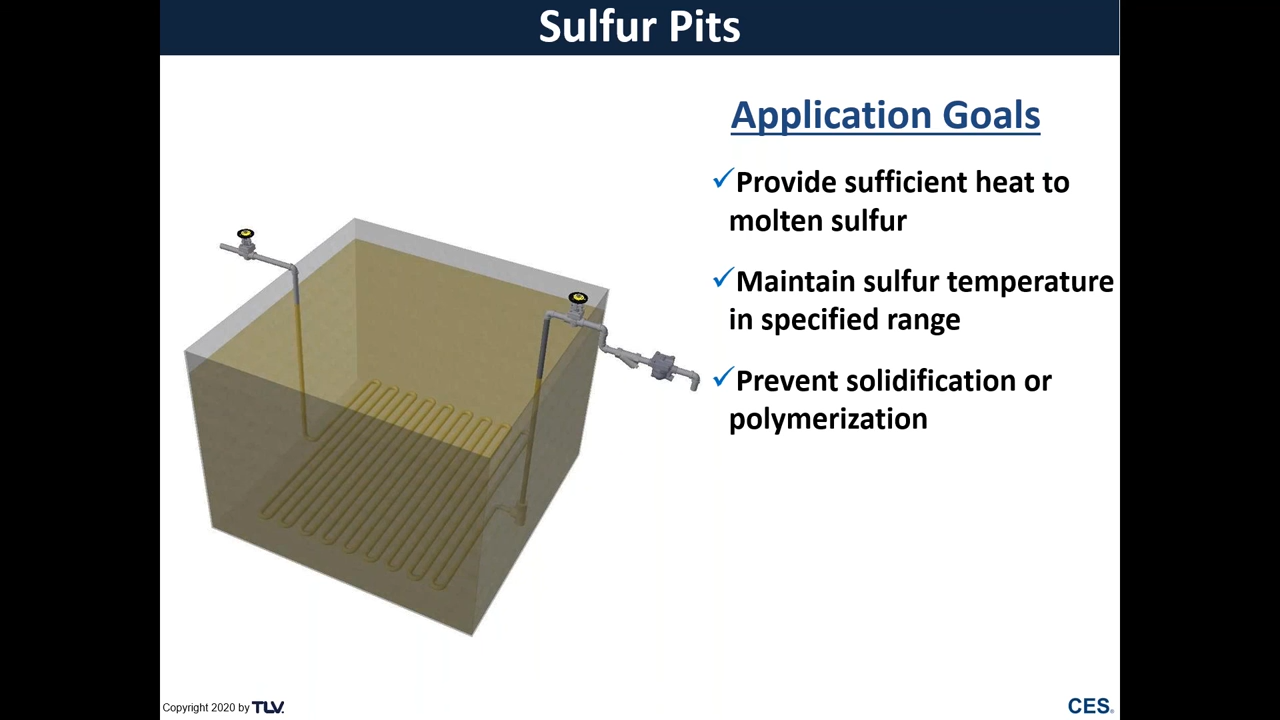 Sulfur Pits
Application Goals
✓Provide sufficient heat to
molten sulfur
✓Maintain sulfur temperature
in specified range
✓Prevent solidification or
polymerization
Copyright 2020 by TLV.
CES®